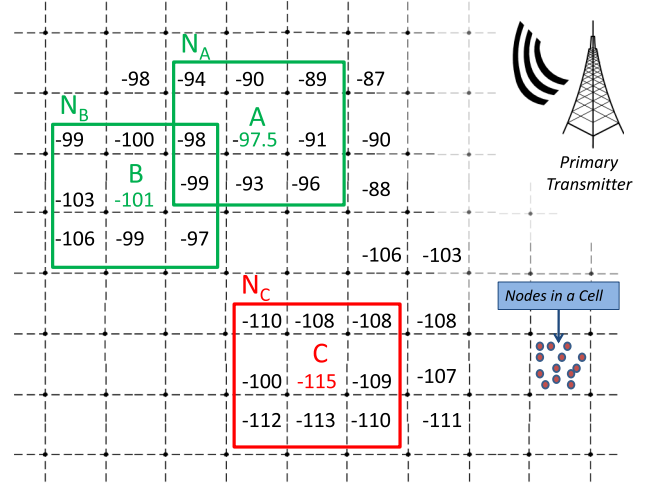 N_A
-98 -94 -90 -89 -87
N_B
A
-99 -100 -98 -97.5 -91 -90
Primary
Transmitter
B
-103 -101 -99 -93 -96 -88
-106 -99 -97
-106 -103
N_C
Nodes in a Cell
-110 -108 -108 -108
C
-100 -115 -109 -107
-112 -113 -110 -111